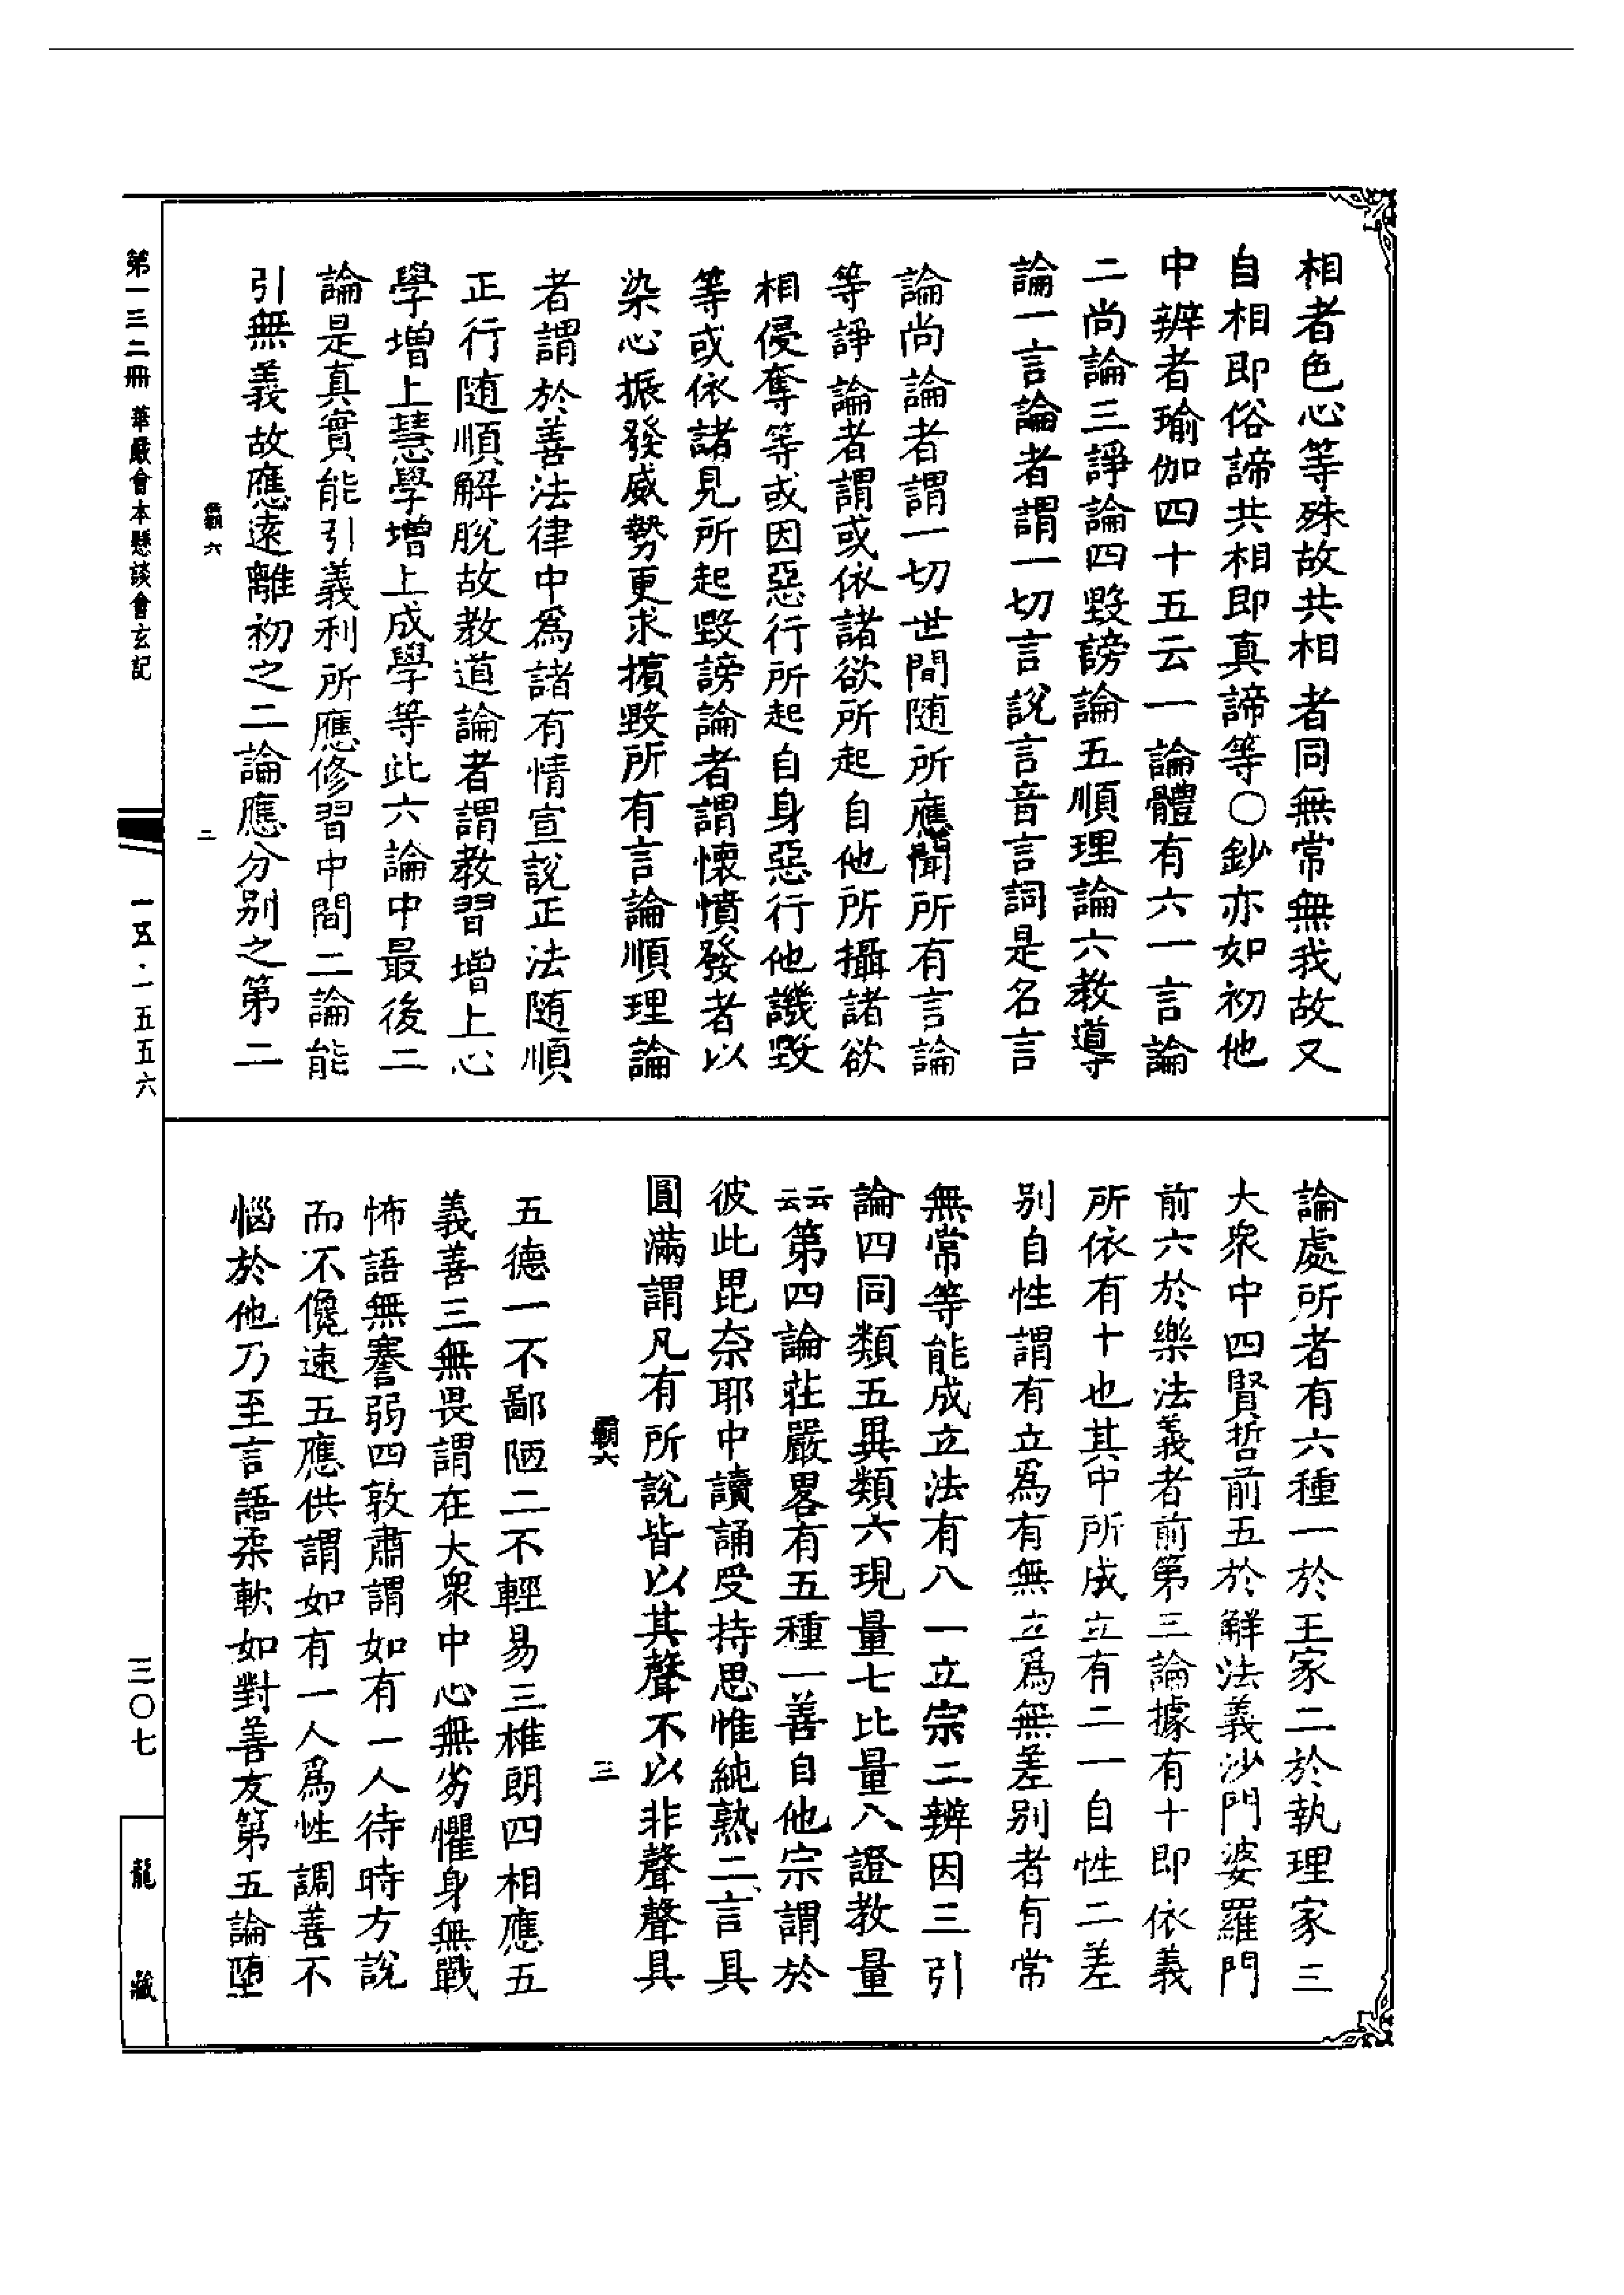 相者色心等殊故共相者同無常無我故又
自相即俗諦共相即真諦等〇鈔亦如初他
中辨者瑜伽四十五云一論體有六一言論
二尚論三諍論四毀謗論五順理論六教導
論一言論者謂一切言說言音言詞是名言
論尚論者謂一切世間随所應聞所有言論
等諍論者謂或依諸欲所起自他所攝諸欲
相侵奪等或因惡行所起自身惡行他譏毀
等或依諸見所起毀謗論者謂懷憤發者以
染心振發威勢更求擯毀所有言論順理論
者謂於善法律中爲諸有情宣說正法随順
正行随順解脫故教道論者謂教習增上心
學增上慧學增上成學等此六論中最後二
論是真實能引義利所應修習中間二論能
引無義故應遠離初之二論應分别之第二
霸六
二
論處所者有六種一於王家二於執理家三
大衆中四賢哲前五於解法義沙門婆羅門
前六於樂法義者前第三論據有十即依義
所依有十也其中所成立有二一自性二差
别自性謂有立爲有無立爲無差别者有常
無常等能成立法有八一立宗二辨因三引
論四同類五異類六現量七比量八證教量
云云第四論莊嚴畧有五種一善自他宗謂於
彼此毘奈耶中讀誦受持思惟純熟二言具
圓滿謂凡有所說皆以其聲不以非聲聲具
霸六
三
五德一不鄙陋二不輕易三雄朗四相應五
義善三無畏謂在大衆中心無劣懼身無戰
怖語無謇弱四敦肅謂如有一人待時方說
而不儳速五應供謂如有一人爲性調善不
惱於他乃至言語柔軟如對善友第五論墮
第一三二冊 華嚴會本懸談會玄記
一五·一五五六
三〇七
龍藏